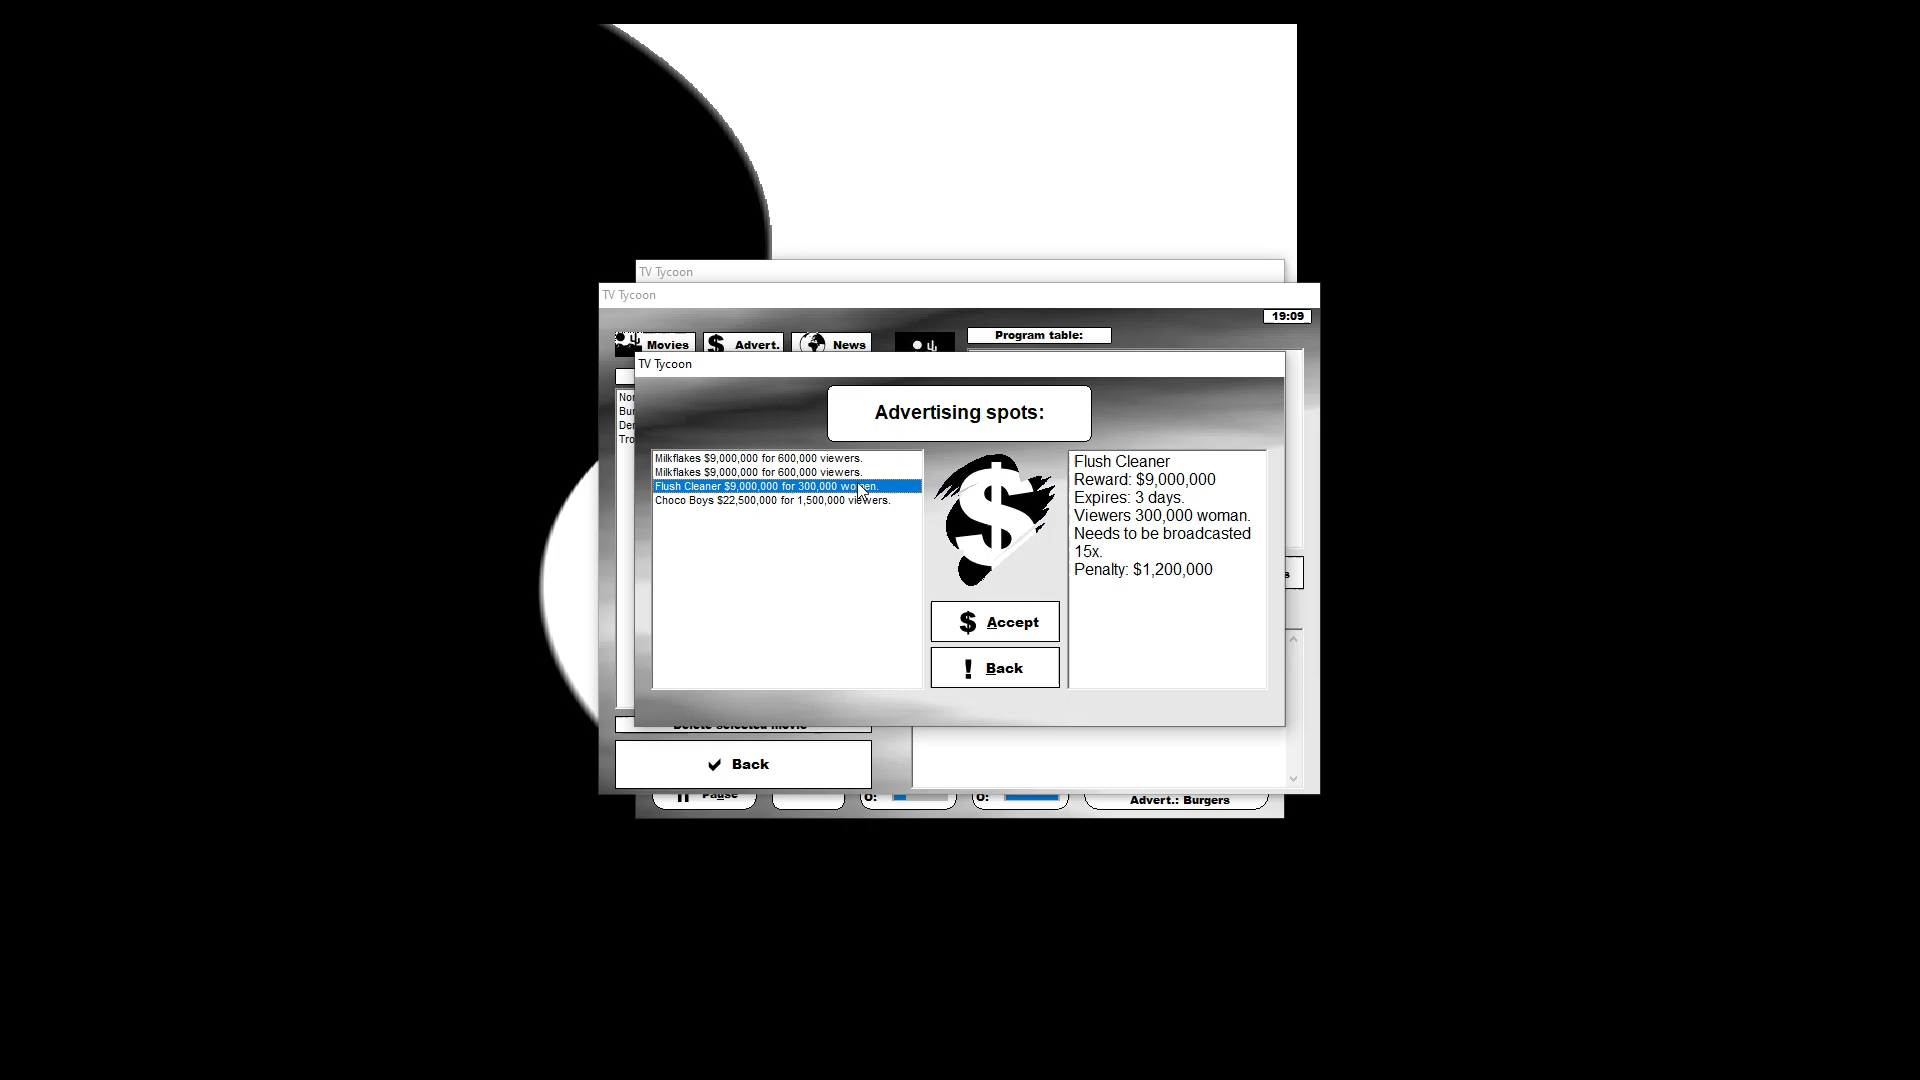 TV Tycoon
TV Tycoon
19:09
Movies
Advert.
News
Program table:
TV Tycoon
Advertising spots:
Milkflakes $9,000,000 for 600,000 viewers.
Milkflakes $9,000,000 for 600,000 viewers.
Flush Cleaner $9,000,000 for 300,000 women.
Choco Boys $22,500,000 for 1,500,000 viewers.
Flush Cleaner
Reward: $9,000,000
Expires: 3 days.
Viewers 300,000 woman.
Needs to be broadcasted
15x.
Penalty: $1,200,000
$ Accept
! Back
Delete selected movie
Back
Pause
Advert.: Burgers